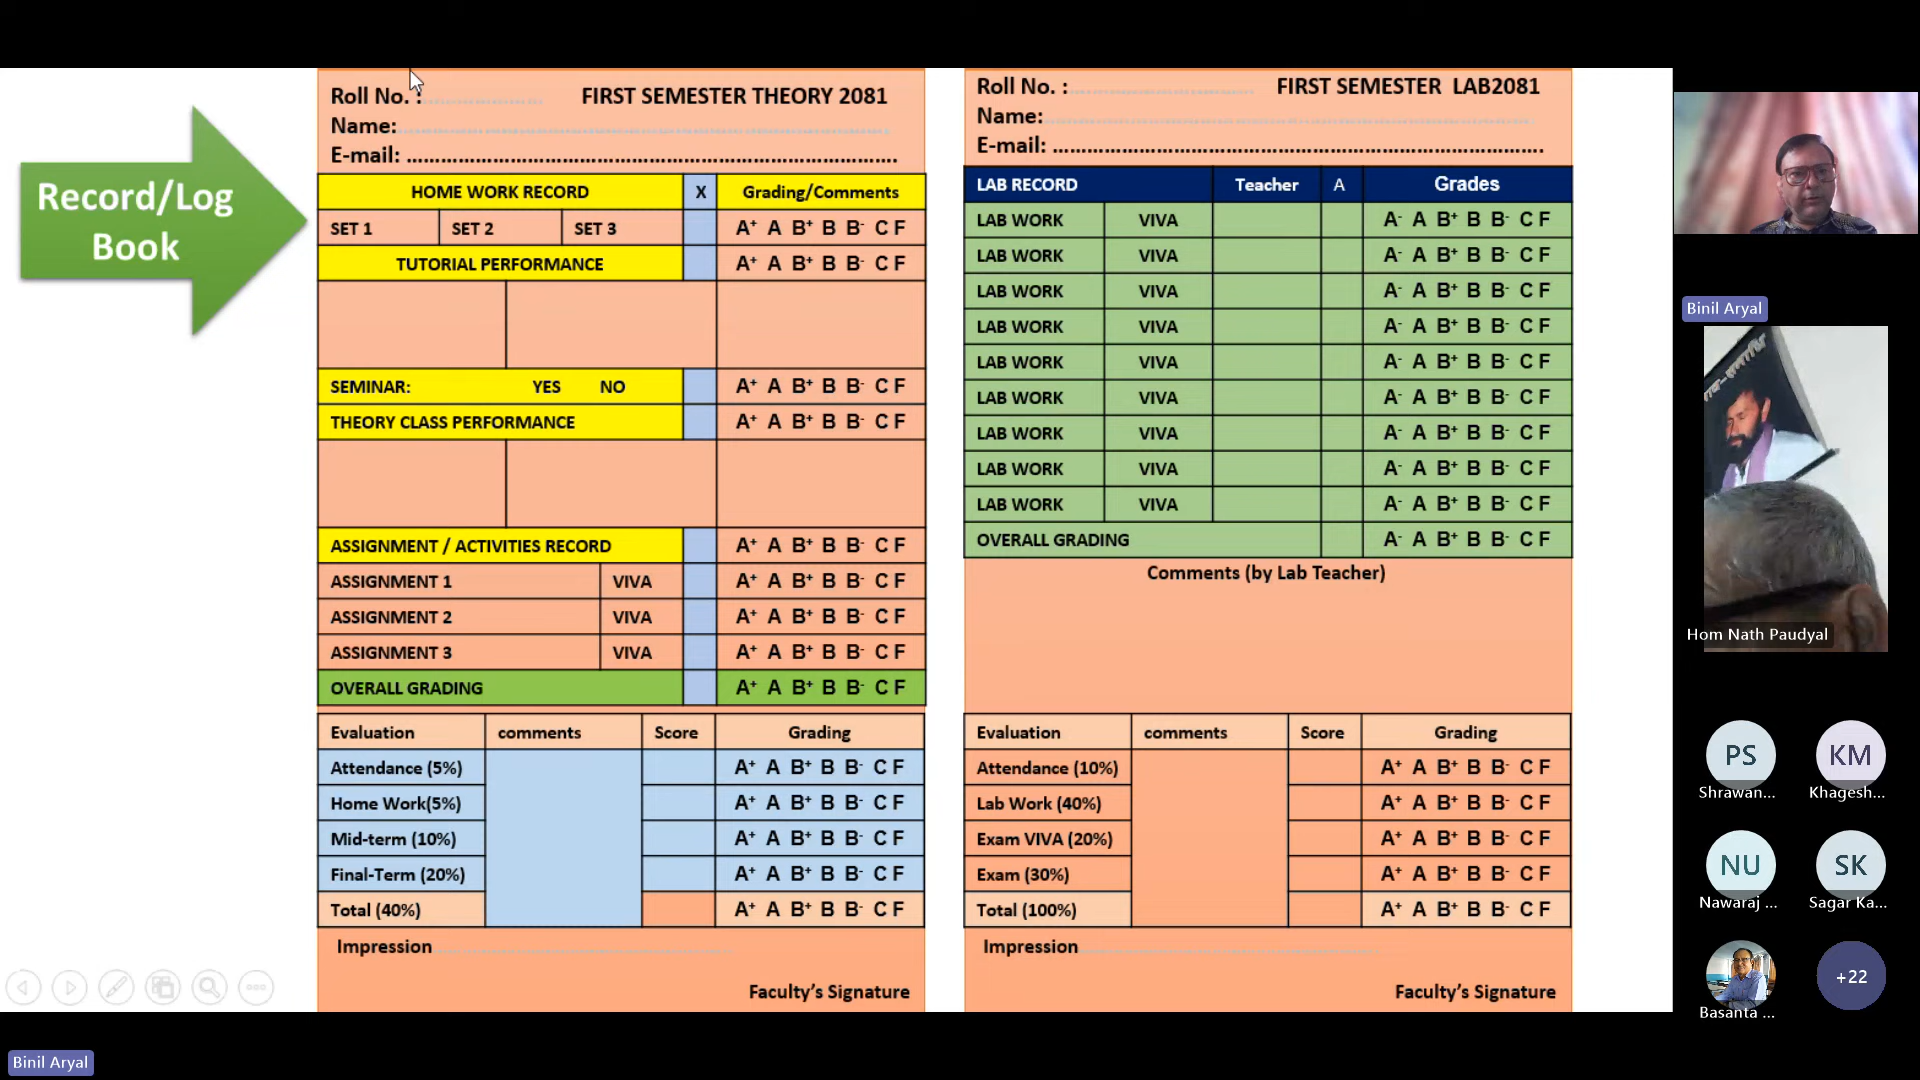 Record/Log
Book
Roll No. : FIRST SEMESTER THEORY 2081
Name:
E-mail: ....................................................................................
HOME WORK RECORD X Grading/Comments
SET 1 SET 2 SET 3 A⁺ A B⁺ B B⁻ C F
TUTORIAL PERFORMANCE A⁺ A B⁺ B B⁻ C F
SEMINAR: YES NO A⁺ A B⁺ B B⁻ C F
THEORY CLASS PERFORMANCE A⁺ A B⁺ B B⁻ C F
ASSIGNMENT / ACTIVITIES RECORD A⁺ A B⁺ B B⁻ C F
ASSIGNMENT 1 VIVA A⁺ A B⁺ B B⁻ C F
ASSIGNMENT 2 VIVA A⁺ A B⁺ B B⁻ C F
ASSIGNMENT 3 VIVA A⁺ A B⁺ B B⁻ C F
OVERALL GRADING A⁺ A B⁺ B B⁻ C F
Evaluation comments Score Grading
Attendance (5%) A⁺ A B⁺ B B⁻ C F
Home Work(5%) A⁺ A B⁺ B B⁻ C F
Mid-term (10%) A⁺ A B⁺ B B⁻ C F
Final-Term (20%) A⁺ A B⁺ B B⁻ C F
Total (40%) A⁺ A B⁺ B B⁻ C F
Impression
Faculty's Signature
Roll No. : FIRST SEMESTER LAB2081
Name:
E-mail: ....................................................................................
LAB RECORD Teacher A Grades
LAB WORK VIVA A⁻ A B⁺ B B⁻ C F
LAB WORK VIVA A⁻ A B⁺ B B⁻ C F
LAB WORK VIVA A⁻ A B⁺ B B⁻ C F
LAB WORK VIVA A⁻ A B⁺ B B⁻ C F
LAB WORK VIVA A⁻ A B⁺ B B⁻ C F
LAB WORK VIVA A⁻ A B⁺ B B⁻ C F
LAB WORK VIVA A⁻ A B⁺ B B⁻ C F
LAB WORK VIVA A⁻ A B⁺ B B⁻ C F
LAB WORK VIVA A⁻ A B⁺ B B⁻ C F
OVERALL GRADING A⁻ A B⁺ B B⁻ C F
Comments (by Lab Teacher)
Evaluation comments Score Grading
Attendance (10%) A⁺ A B⁺ B B⁻ C F
Lab Work (40%) A⁺ A B⁺ B B⁻ C F
Exam VIVA (20%) A⁺ A B⁺ B B⁻ C F
Exam (30%) A⁺ A B⁺ B B⁻ C F
Total (100%) A⁺ A B⁺ B B⁻ C F
Impression
Faculty's Signature
Binil Aryal
Hom Nath Paudyal
PS KM
Shrawan... Khagesh...
NU SK
Nawaraj ... Sagar Ka...
+22
Basanta ...
Binil Aryal